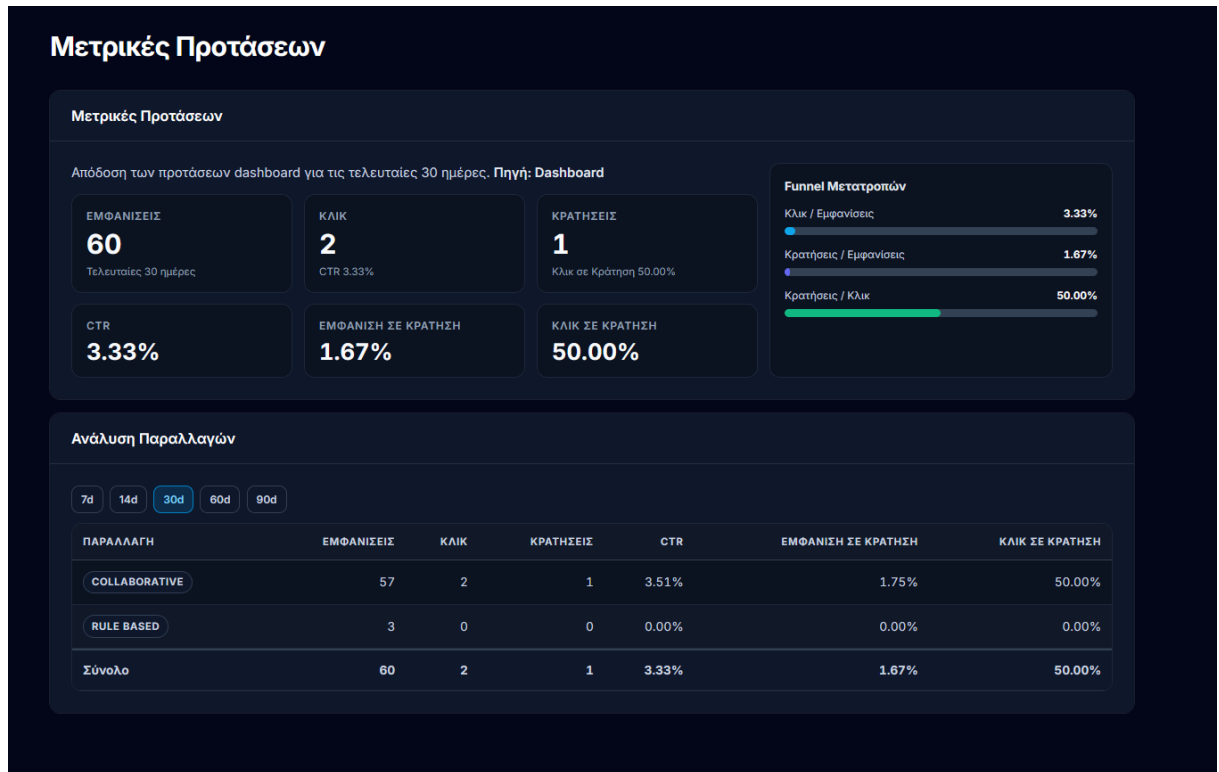 Μετρικές Προτάσεων
Μετρικές Προτάσεων
Απόδοση των προτάσεων dashboard για τις τελευταίες 30 ημέρες. Πηγή: Dashboard
ΕΜΦΑΝΙΣΕΙΣ
60
Τελευταίες 30 ημέρες
ΚΛΙΚ
2
CTR 3.33%
ΚΡΑΤΗΣΕΙΣ
1
Κλικ σε Κράτηση 50.00%
CTR
3.33%
ΕΜΦΑΝΙΣΗ ΣΕ ΚΡΑΤΗΣΗ
1.67%
ΚΛΙΚ ΣΕ ΚΡΑΤΗΣΗ
50.00%
Funnel Μετατροπών
Κλικ / Εμφανίσεις 3.33%
Κρατήσεις / Εμφανίσεις 1.67%
Κρατήσεις / Κλικ 50.00%
Ανάλυση Παραλλαγών
7d 14d 30d 60d 90d
ΠΑΡΑΛΛΑΓΗ ΕΜΦΑΝΙΣΕΙΣ ΚΛΙΚ ΚΡΑΤΗΣΕΙΣ CTR ΕΜΦΑΝΙΣΗ ΣΕ ΚΡΑΤΗΣΗ ΚΛΙΚ ΣΕ ΚΡΑΤΗΣΗ
COLLABORATIVE 57 2 1 3.51% 1.75% 50.00%
RULE BASED 3 0 0 0.00% 0.00% 0.00%
Σύνολο 60 2 1 3.33% 1.67% 50.00%